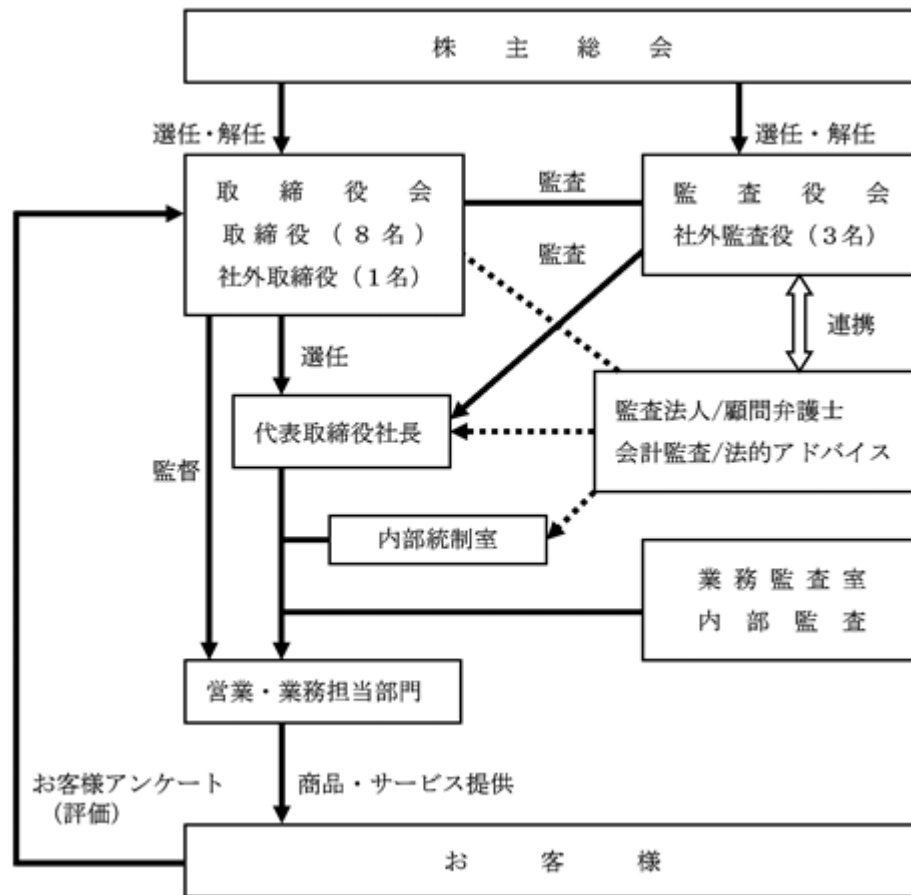 株主総会
選任・解任
選任・解任
取締役会
取締役(8名)
社外取締役(1名)
監査
監査
監査役会
社外監査役(3名)
連携
選任
代表取締役社長
監査法人/顧問弁護士
会計監査/法的アドバイス
監督
内部統制室
業務監査室
内部監査
営業・業務担当部門
お客様アンケート
(評価)
商品・サービス提供
お客様